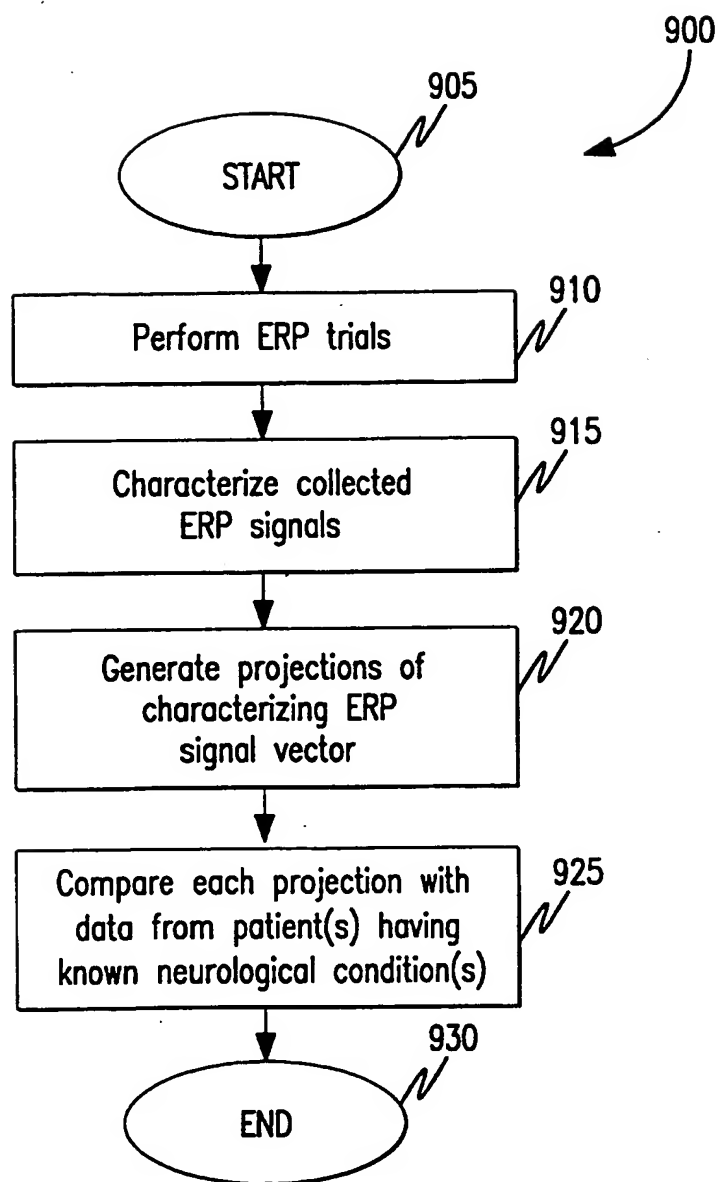 900
905
START
910
Perform ERP trials
915
Characterize collected
ERP signals
920
Generate projections of
characterizing ERP
signal vector
925
Compare each projection with
data from patient(s) having
known neurological condition(s)
930
END